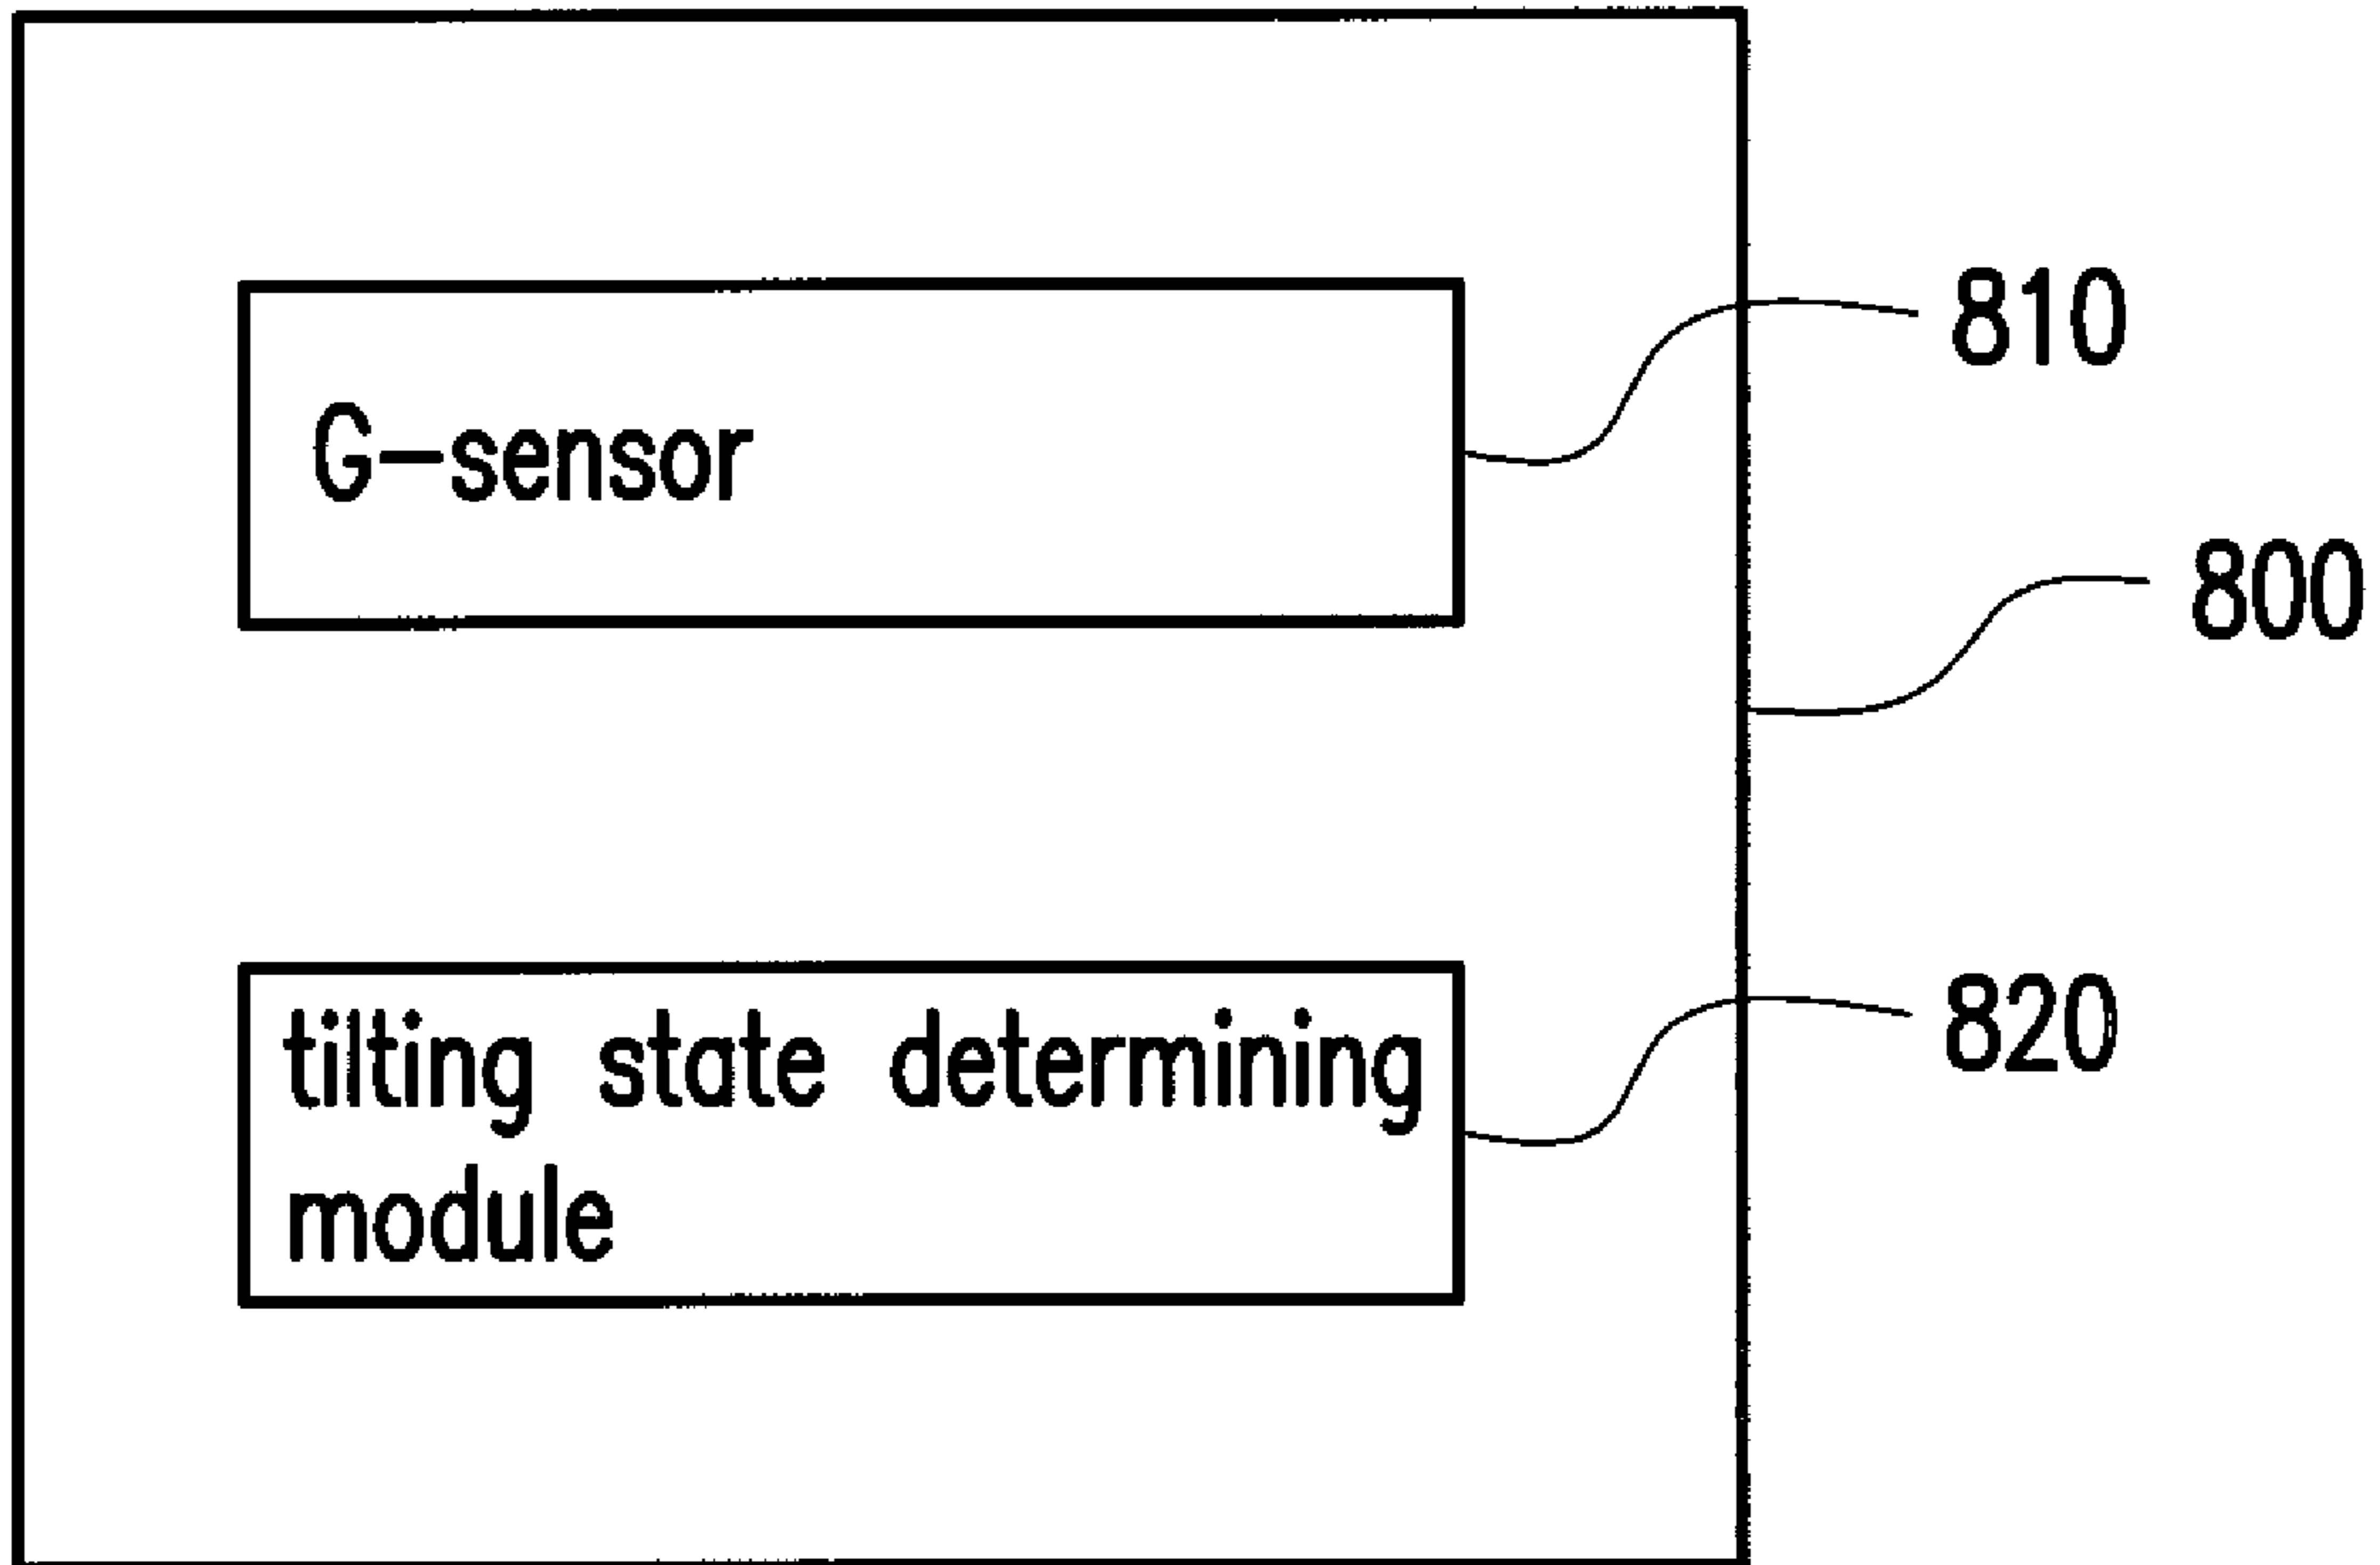 G-sensor
810
800
tilting state determining
module
820